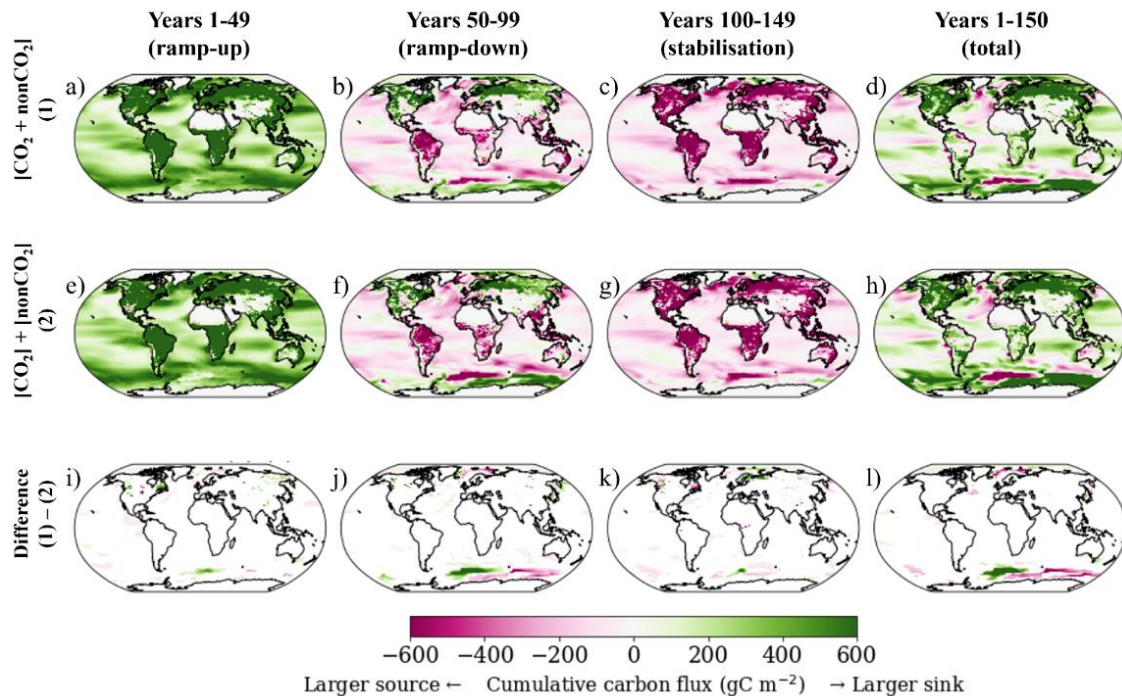 Years 1-49
(ramp-up)
Years 50-99
(ramp-down)
Years 100-149
(stabilisation)
Years 1-150
(total)
|CO₂ + nonCO₂|
(1)
a)
b)
c)
d)
|CO₂| + |nonCO₂|
(2)
e)
f)
g)
h)
Difference
(1) – (2)
i)
j)
k)
l)
−600 −400 −200 0 200 400 600
Larger source ← Cumulative carbon flux (gC m⁻²) → Larger sink